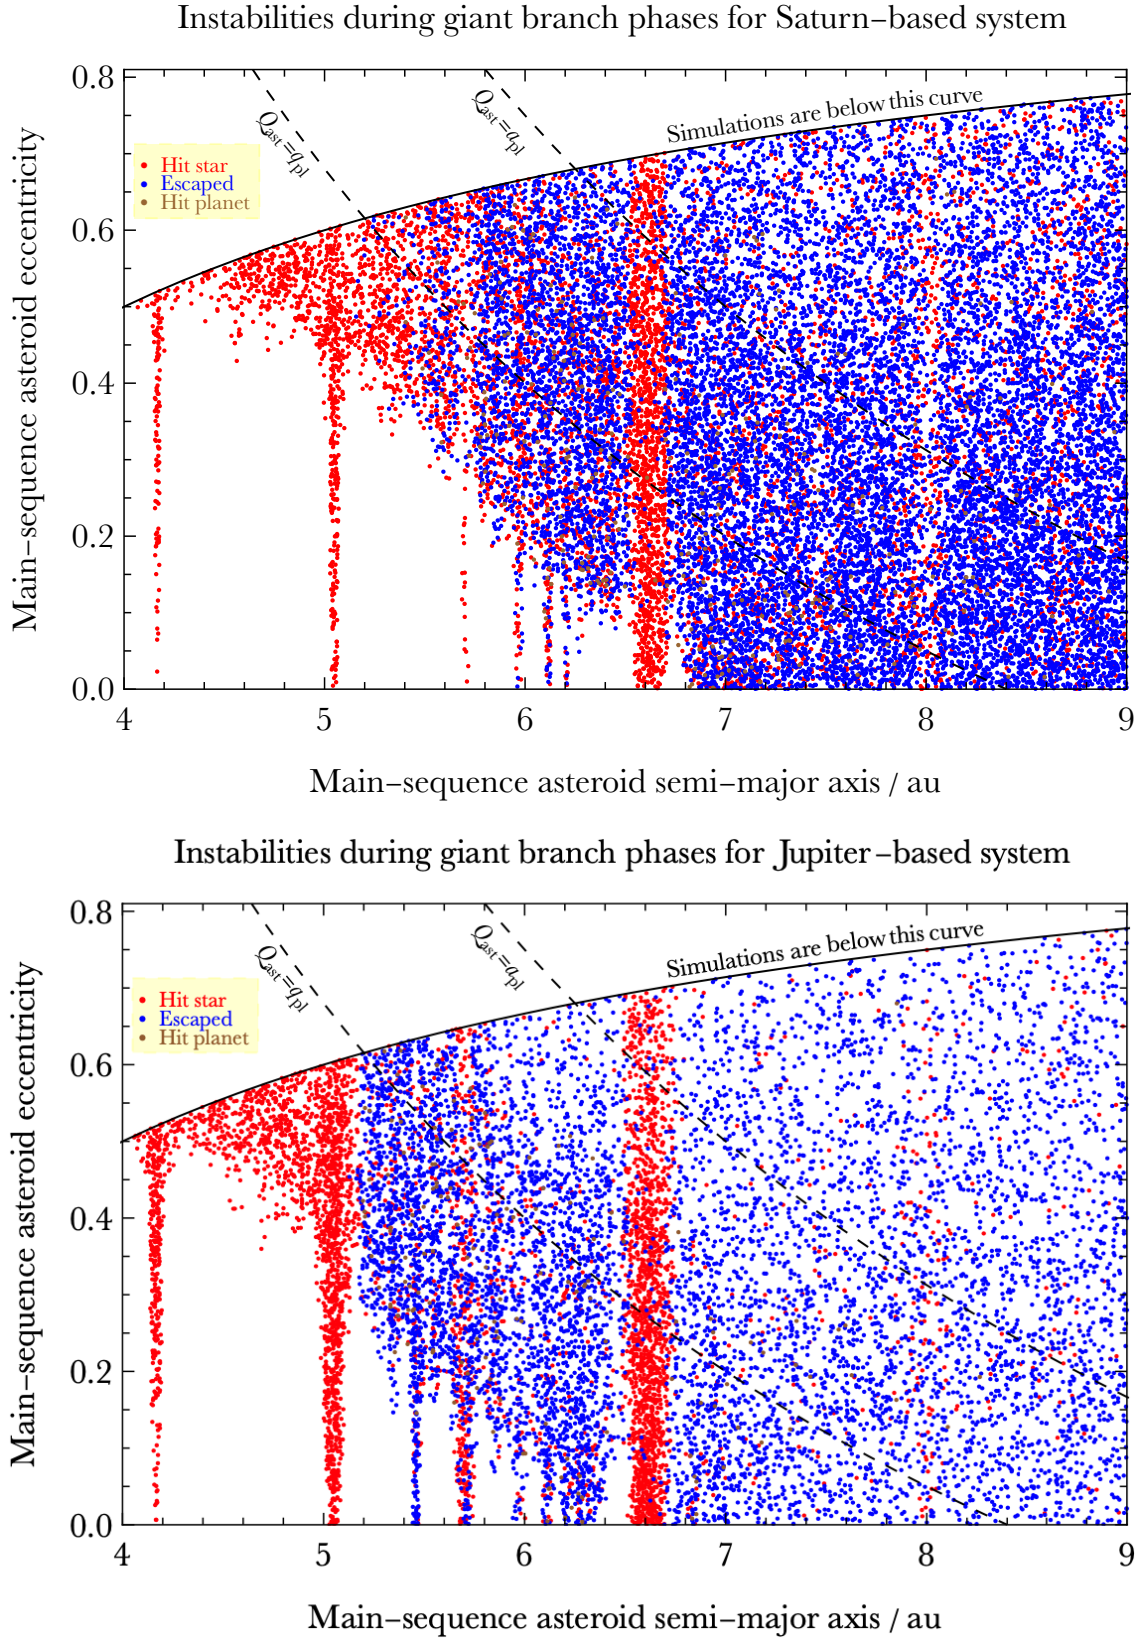 Instabilities during giant branch phases for Saturn-based system
0.8
0.6
0.4
0.2
0.0
Main-sequence asteroid eccentricity
Hit star
Escaped
Hit planet
Qast=qpl
Qast=apl
Simulations are below this curve
4 5 6 7 8 9
Main-sequence asteroid semi-major axis / au
Instabilities during giant branch phases for Jupiter-based system
0.8
0.6
0.4
0.2
0.0
Main-sequence asteroid eccentricity
Hit star
Escaped
Hit planet
Qast=qpl
Qast=apl
Simulations are below this curve
4 5 6 7 8 9
Main-sequence asteroid semi-major axis / au